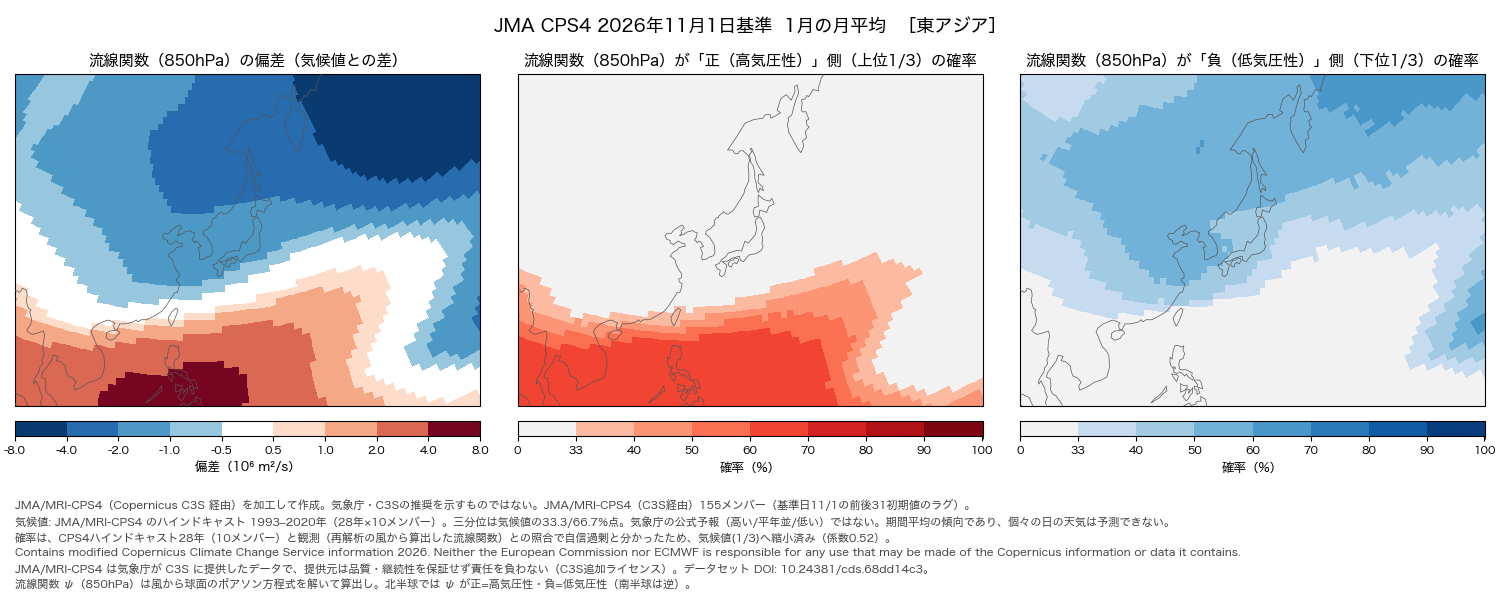 JMA CPS4 2026年11月1日基準 1月の月平均 ［東アジア］
流線関数（850hPa）の偏差（気候値との差）
流線関数（850hPa）が「正（高気圧性）」側（上位1/3）の確率
流線関数（850hPa）が「負（低気圧性）」側（下位1/3）の確率
-8.0 -4.0 -2.0 -1.0 -0.5 0.5 1.0 2.0 4.0 8.0
偏差（10⁶ m²/s）
0 33 40 50 60 70 80 90 100
確率（%）
0 33 40 50 60 70 80 90 100
確率（%）
JMA/MRI-CPS4（Copernicus C3S 経由）を加工して作成。気象庁・C3Sの推奨を示すものではない。JMA/MRI-CPS4（C3S経由）155メンバー（基準日11/1の前後31初期値のラグ）。
気候値: JMA/MRI-CPS4 のハインドキャスト 1993–2020年（28年×10メンバー）。三分位は気候値の33.3/66.7%点。気象庁の公式予報（高い/平年並/低い）ではない。期間平均の傾向であり、個々の日の天気は予測できない。
確率は、CPS4ハインドキャスト28年（10メンバー）と観測（再解析の風から算出した流線関数）との照合で自信過剰と分かったため、気候値(1/3)へ縮小済み（係数0.52）。
Contains modified Copernicus Climate Change Service information 2026. Neither the European Commission nor ECMWF is responsible for any use that may be made of the Copernicus information or data it contains.
JMA/MRI-CPS4 は気象庁が C3S に提供したデータで、提供元は品質・継続性を保証せず責任を負わない（C3S追加ライセンス）。データセット DOI: 10.24381/cds.68dd14c3。
流線関数 ψ（850hPa）は風から球面のポアソン方程式を解いて算出し。北半球では ψ が正=高気圧性・負=低気圧性（南半球は逆）。